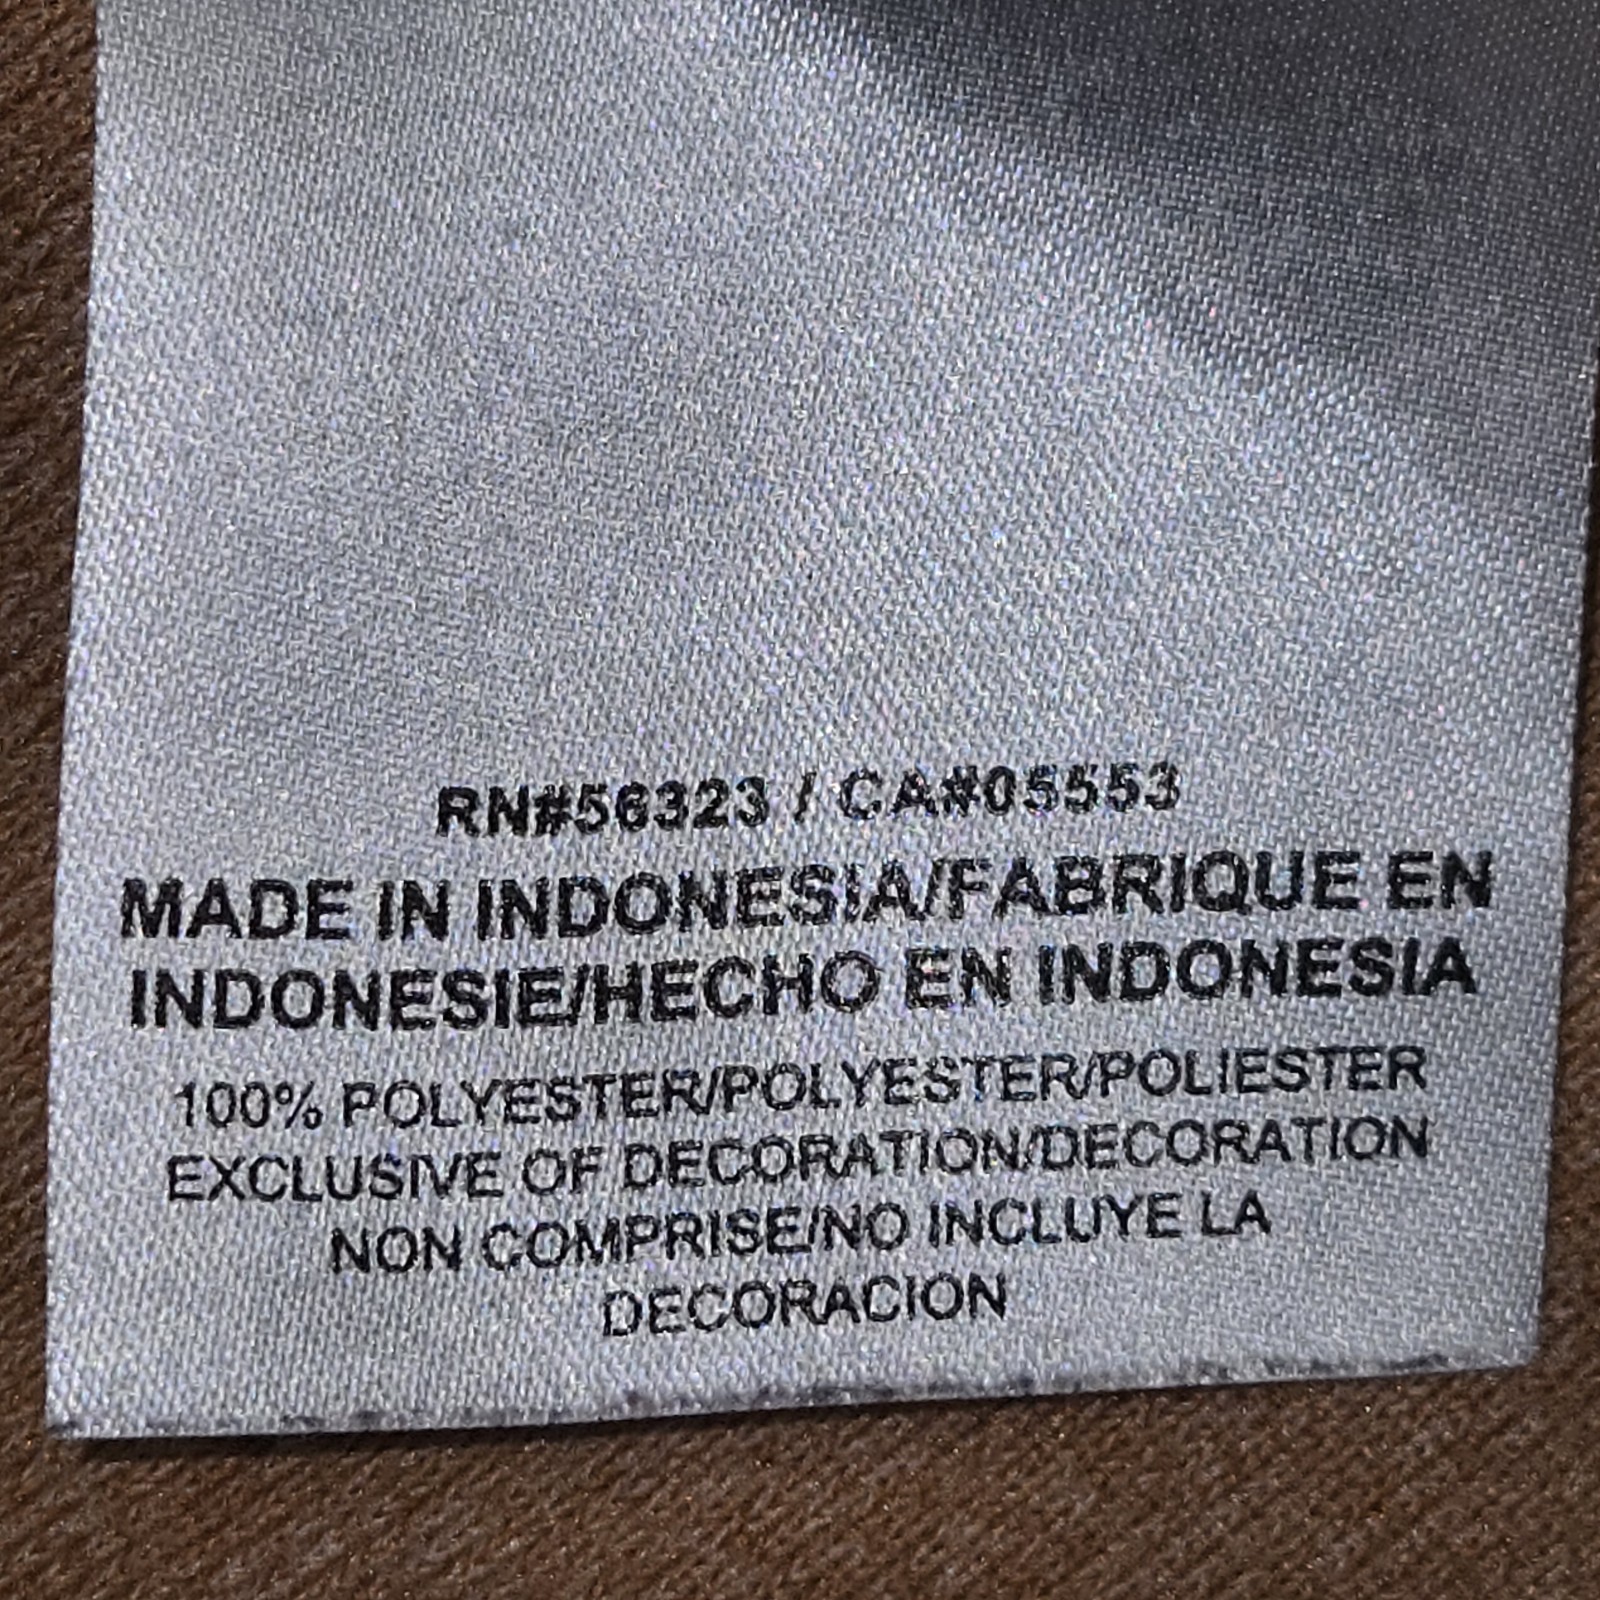 RN#56323 / CA#05553
MADE IN INDONESIA/FABRIQUE EN
INDONESIE/HECHO EN INDONESIA
100% POLYESTER/POLYESTER/POLIESTER
EXCLUSIVE OF DECORATION/DECORATION
NON COMPRISE/NO INCLUYE LA
DECORACION